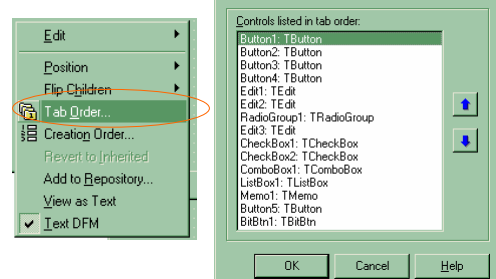 Edit
Position
Flip Children
Tab Order...
Creation Order...
Revert to Inherited
Add to Repository...
View as Text
Text DFM
Controls listed in tab order:
Button1: TButton
Button2: TButton
Button3: TButton
Button4: TButton
Edit1: TEdit
Edit2: TEdit
RadioGroup1: TRadioGroup
Edit3: TEdit
CheckBox1: TCheckBox
CheckBox2: TCheckBox
ComboBox1: TComboBox
ListBox1: TListBox
Memo1: TMemo
Button5: TButton
BitBtn1: TBitBtn
OK
Cancel
Help